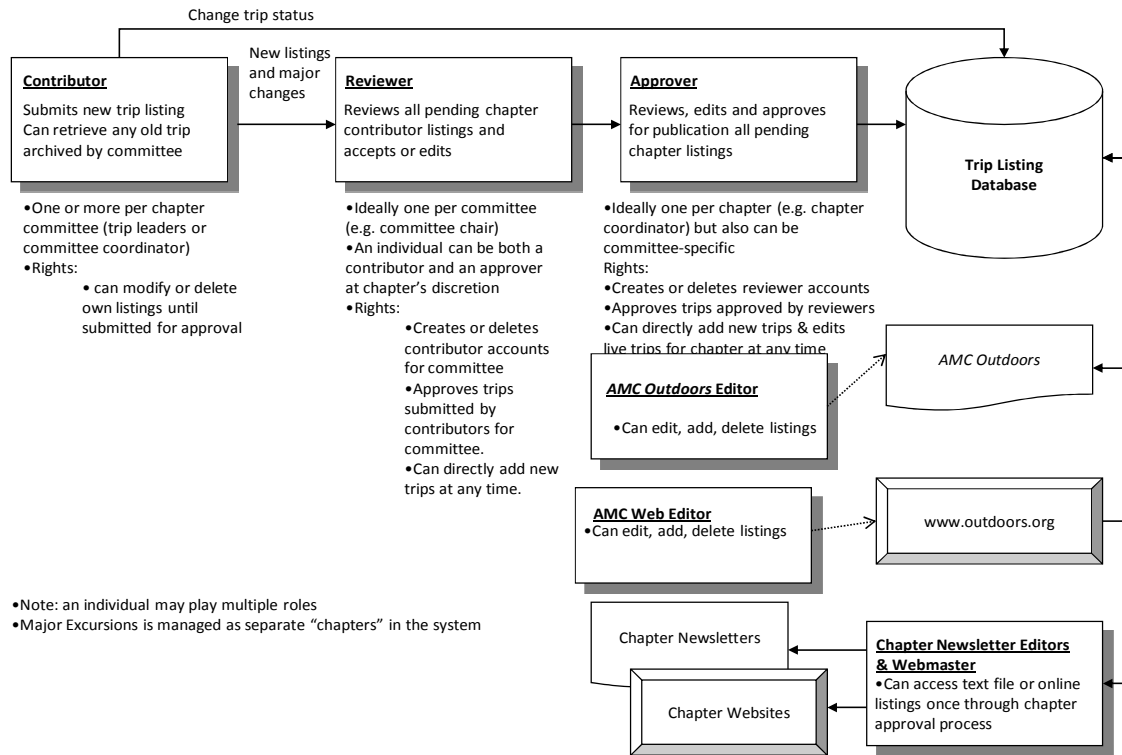 Change trip status
New listings
and major
changes
Contributor
Submits new trip listing
Can retrieve any old trip
archived by committee
Reviewer
Reviews all pending chapter
contributor listings and
accepts or edits
Approver
Reviews, edits and approves
for publication all pending
chapter listings
Trip Listing
Database
•One or more per chapter
committee (trip leaders or
committee coordinator)
•Rights:
• can modify or delete
own listings until
submitted for approval
•Ideally one per committee
(e.g. committee chair)
•An individual can be both a
contributor and an approver
at chapter’s discretion
•Rights:
•Creates or deletes
contributor accounts
for committee
•Approves trips
submitted by
contributors for
committee.
•Can directly add new
trips at any time.
•Ideally one per chapter (e.g. chapter
coordinator) but also can be
committee-specific
Rights:
•Creates or deletes reviewer accounts
•Approves trips approved by reviewers
•Can directly add new trips & edits
live trips for chapter at any time
AMC Outdoors Editor
•Can edit, add, delete listings
AMC Outdoors
AMC Web Editor
•Can edit, add, delete listings
www.outdoors.org
•Note: an individual may play multiple roles
•Major Excursions is managed as separate “chapters” in the system
Chapter Newsletters
Chapter Websites
Chapter Newsletter Editors
& Webmaster
•Can access text file or online
listings once through chapter
approval process